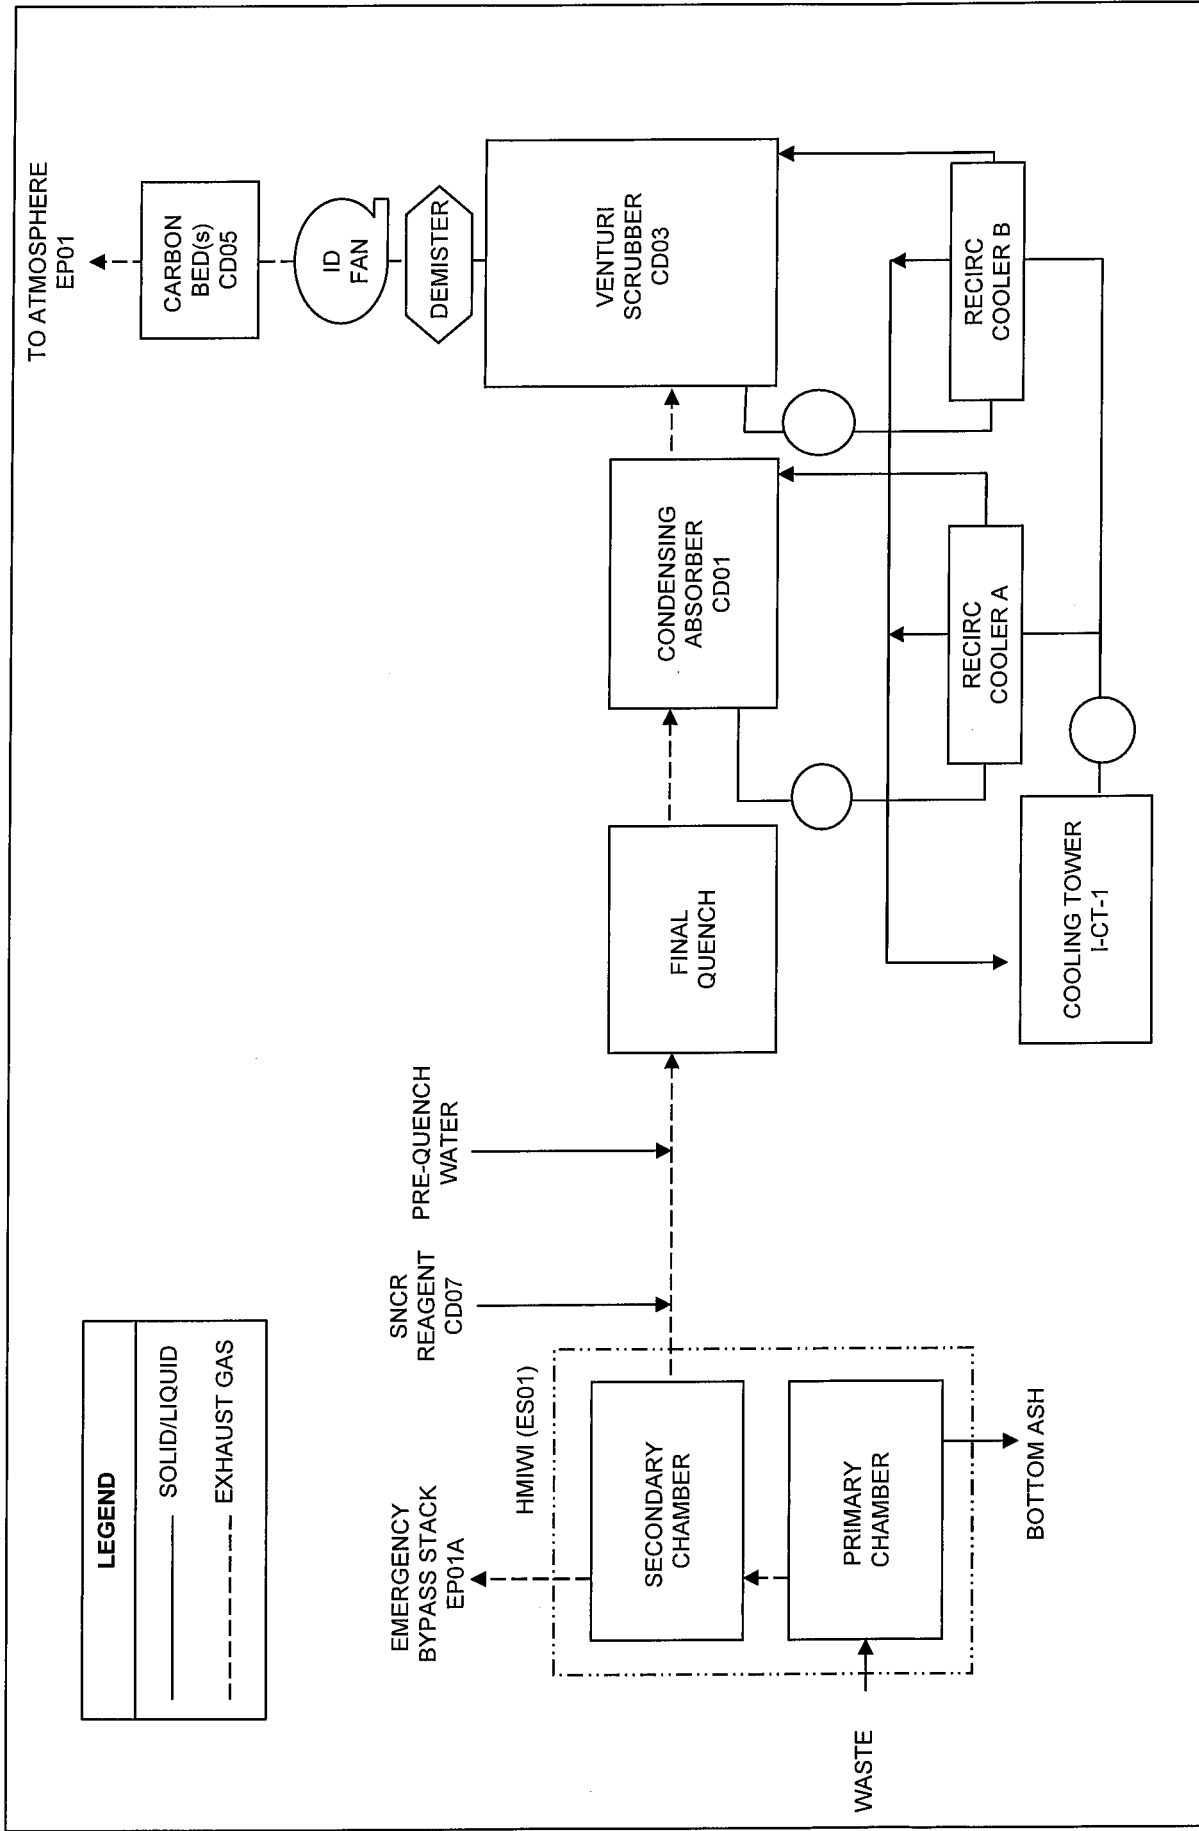 LEGEND
SOLID/LIQUID
EXHAUST GAS
TO ATMOSPHERE
EP01
CARBON
BED(s)
CD05
ID
FAN
DEMISTER
VENTURI
SCRUBBER
CD03
EMERGENCY
BYPASS STACK
EP01A
SNCR
REAGENT
CD07
PRE-QUENCH
WATER
HMIWI (ES01)
SECONDARY
CHAMBER
PRIMARY
CHAMBER
WASTE
BOTTOM ASH
FINAL
QUENCH
CONDENSING
ABSORBER
CD01
RECIRC
COOLER A
RECIRC
COOLER B
COOLING TOWER
I-CT-1